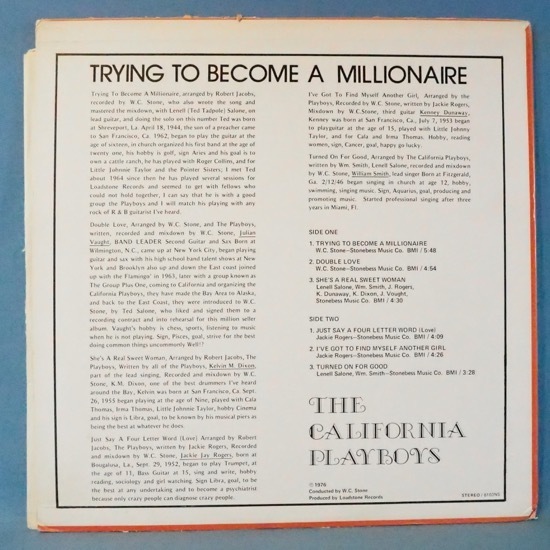 TRYING TO BECOME A MILLIONAIRE
Trying To Become A Millionaire, arranged by Robert Jacobs,
recorded by W.C. Stone, who also wrote the song and
mastered the mixdown, with Lenell (Ted Tadpole) Salone, on
lead guitar, and doing the solo on this number Ted was born
at Shreveport, La. April 18, 1944, the son of a preacher came
to San Francisco, Ca. 1962, began to play the guitar at the
age of sixteen, in church organized his first band at the age of
twenty one, his hobby is golf, sign Aries and his goal is to
own a cattle ranch, he has played with Roger Collins, and for
Little Johnnie Taylor and the Pointer Sisters, I met Ted
about 1964 since then he has played several sessions for
Loadstone Records and seemed to get with fellows who
could not hold together, I can say that he is with a good
group the Playboys and I will match his playing with any
rock of R & B guitarist I've heard.
Double Love, Arranged by W.C. Stone, and The Playboys,
written, recorded and mixdown by W.C. Stone, Julian
Vaught, BAND LEADER Second Guitar and Sax Born at
Wilmington, N.C., came up at New York City, began playing
guitar and sax with his high school band talent shows at New
York and Brooklyn also up and down the East coast joined
up with the Flamingos' in 1963, later with a group known as
The Group Plus One, coming to California and organizing the
California Playboys, they have made the Bay Area to Alaska,
and back to the East Coast, they were introduced to W.C.
Stone, by Ted Salone, who liked and signed them to a
recording contract and into rehearsal for this million seller
album. Vaught's hobby is chess, sports, listening to music
when he is not playing. Sign, Pisces, goal, strive for the best
doing common things uncommonly Well!!
She's A Real Sweet Woman, Arranged by Robert Jacobs, The
Playboys, Written by all of the Playboys, Kelvin M. Dixon,
part of the lead singing, Recorded and mixdown by W.C.
Stone, K.M. Dixon, one of the best drummers I've heard
around the Bay, Kelvin was born at San Francisco, Ca. Sept.
26, 1955 began playing at the age of Nine, played with Cala
Thomas, Irma Thomas, Little Johnnie Taylor, hobby Cinema
and his sign is Libra, goal, to be known by his musical piers as
being the best at whatever he does.
Just Say A Four Letter Word (Love) Arranged by Robert
Jacobs, The Playboys, written by Jackie Rogers, Recorded
and mixdown by W.C. Stone, Jackie Jay Rogers, born at
Bougalusa, La., Sept. 29, 1952, began to play Trumpet, at
the age of 11, Bass Guitar at 15, sing and write, hobby
reading, sociology and girl watching. Sign Libra, goal, to be
the best at any undertaking and to become a psychiatrist
because only crazy people can diagnose crazy people.
I've Got To Find Myself Another Girl, Arranged by the
Playboys, Recorded by W.C. Stone, written by Jackie Rogers,
Mixdown by W.C. Stone, third guitar Kenney Dunaway,
Kenney was born at San Francisco, Ca., July 7, 1953 began
to playguitar at the age of 15, played with Little Johnny
Taylor, and for Cala and Irma Thomas. Hobby, reading
women, sign, Cancer, goal, happy go lucky.
Turned On For Good, Arranged by The California Playboys,
written by Wm. Smith, Lenell Salone, recorded and mixdown
by W.C. Stone, William Smith, lead singer Born at Fitzgerald,
Ga. 2/12/46 began singing in church at age 12, hobby,
swimming, singing music. Sign, Aquarius, goal, producing and
promoting music. Started professional singing after three
years in Miami, Fl.
SIDE ONE
1. TRYING TO BECOME A MILLIONAIRE
W.C. Stone-Stonebess Music Co. BMI / 5:48
2. DOUBLE LOVE
W.C. Stone-Stonebess Music Co. BMI / 4:54
3. SHE'S A REAL SWEET WOMAN
Lenell Salone, Wm. Smith, J. Rogers,
K. Dunaway, K. Dixon, J. Vaught,
Stonebess Music Co. BMI / 4:30
SIDE TWO
1. JUST SAY A FOUR LETTER WORD (Love)
Jackie Rogers-Stonebess Music Co. BMI / 4:09
2. I'VE GOT TO FIND MYSELF ANOTHER GIRL
Jackie Rogers-Stonebess Music Co. BMI / 4:26
3. TURNED ON FOR GOOD
Lenell Salone, Wm. Smith-Stonebess Music Co. BMI / 3:28
THE
CALIFORNIA
PLAYBOYS
℗ 1976
Conducted by W.C. Stone
Produced by Loadstone Records
STEREO